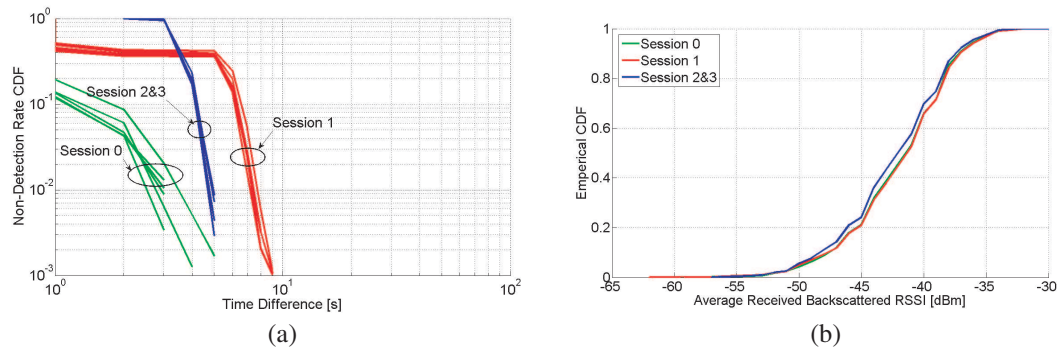 Non-Detection Rate CDF
10^0
10^-1
10^-2
10^-3
Session 2&3
Session 1
Session 0
10^0
10^1
10^2
Time Difference [s]
(a)
Emperical CDF
1
0.8
0.6
0.4
0.2
0
Session 0
Session 1
Session 2&3
-65
-60
-55
-50
-45
-40
-35
-30
Average Received Backscattered RSSI [dBm]
(b)